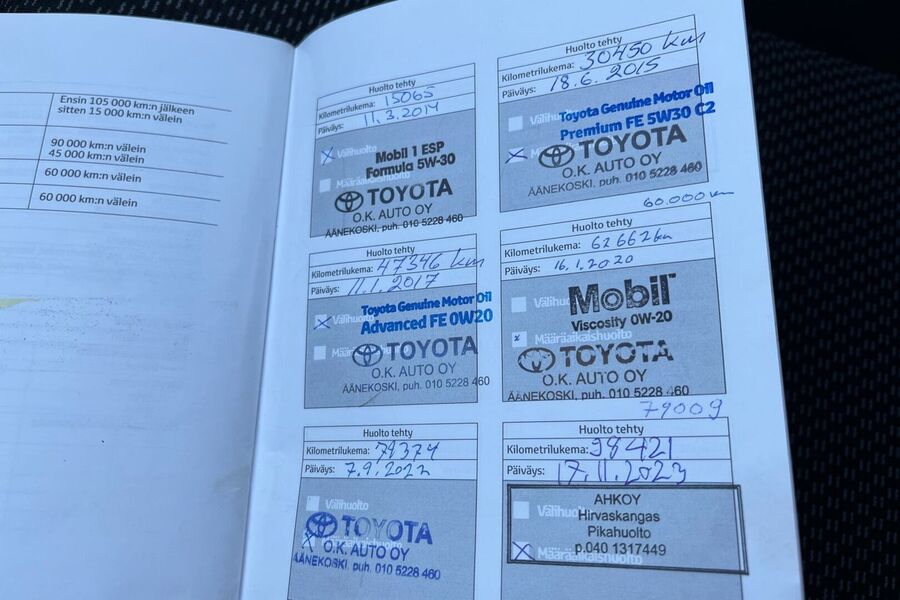 Ensin 105 000 km:n jälkeen
sitten 15 000 km:n välein
90 000 km:n välein
45 000 km:n välein
60 000 km:n välein
60 000 km:n välein
Huolto tehty
Kilometrilukema: 15065
Päiväys: 11.3.2014
Välihuolto
Mobil 1 ESP
Formula 5W-30
Määräaikaishuolto
TOYOTA
O.K. AUTO OY
ÄÄNEKOSKI, puh. 010 5228 460
Huolto tehty
Kilometrilukema: 30450 km
Päiväys: 18.6.2015
Toyota Genuine Motor Oil
Premium FE 5W30 C2
TOYOTA
O.K. AUTO OY
ÄÄNEKOSKI, puh. 010 5228 460
Huolto tehty
Kilometrilukema: 47346 km
Päiväys: 11.1.2017
Toyota Genuine Motor Oil
Välihuolto
Advanced FE 0W20
TOYOTA
O.K. AUTO OY
ÄÄNEKOSKI, puh. 010 5228 460
60.000km
Huolto tehty
Kilometrilukema: 62662km
Päiväys: 16.1.2020
Välihuolto
Mobil
Viscosity 0W-20
Määräaikaishuolto
TOYOTA
O.K. AUTO OY
ÄÄNEKOSKI, puh. 010 5228 460
Huolto tehty
Kilometrilukema: 79374
Päiväys: 7.9.2022
Välihuolto
TOYOTA
O.K. AUTO OY
ÄÄNEKOSKI, puh. 010 5228 460
79009
Huolto tehty
Kilometrilukema: 98421
Päiväys: 17.11.2023
AHKOY
Hirvaskangas
Pikahuolto
p.040 1317449
Määräaikaishuolto